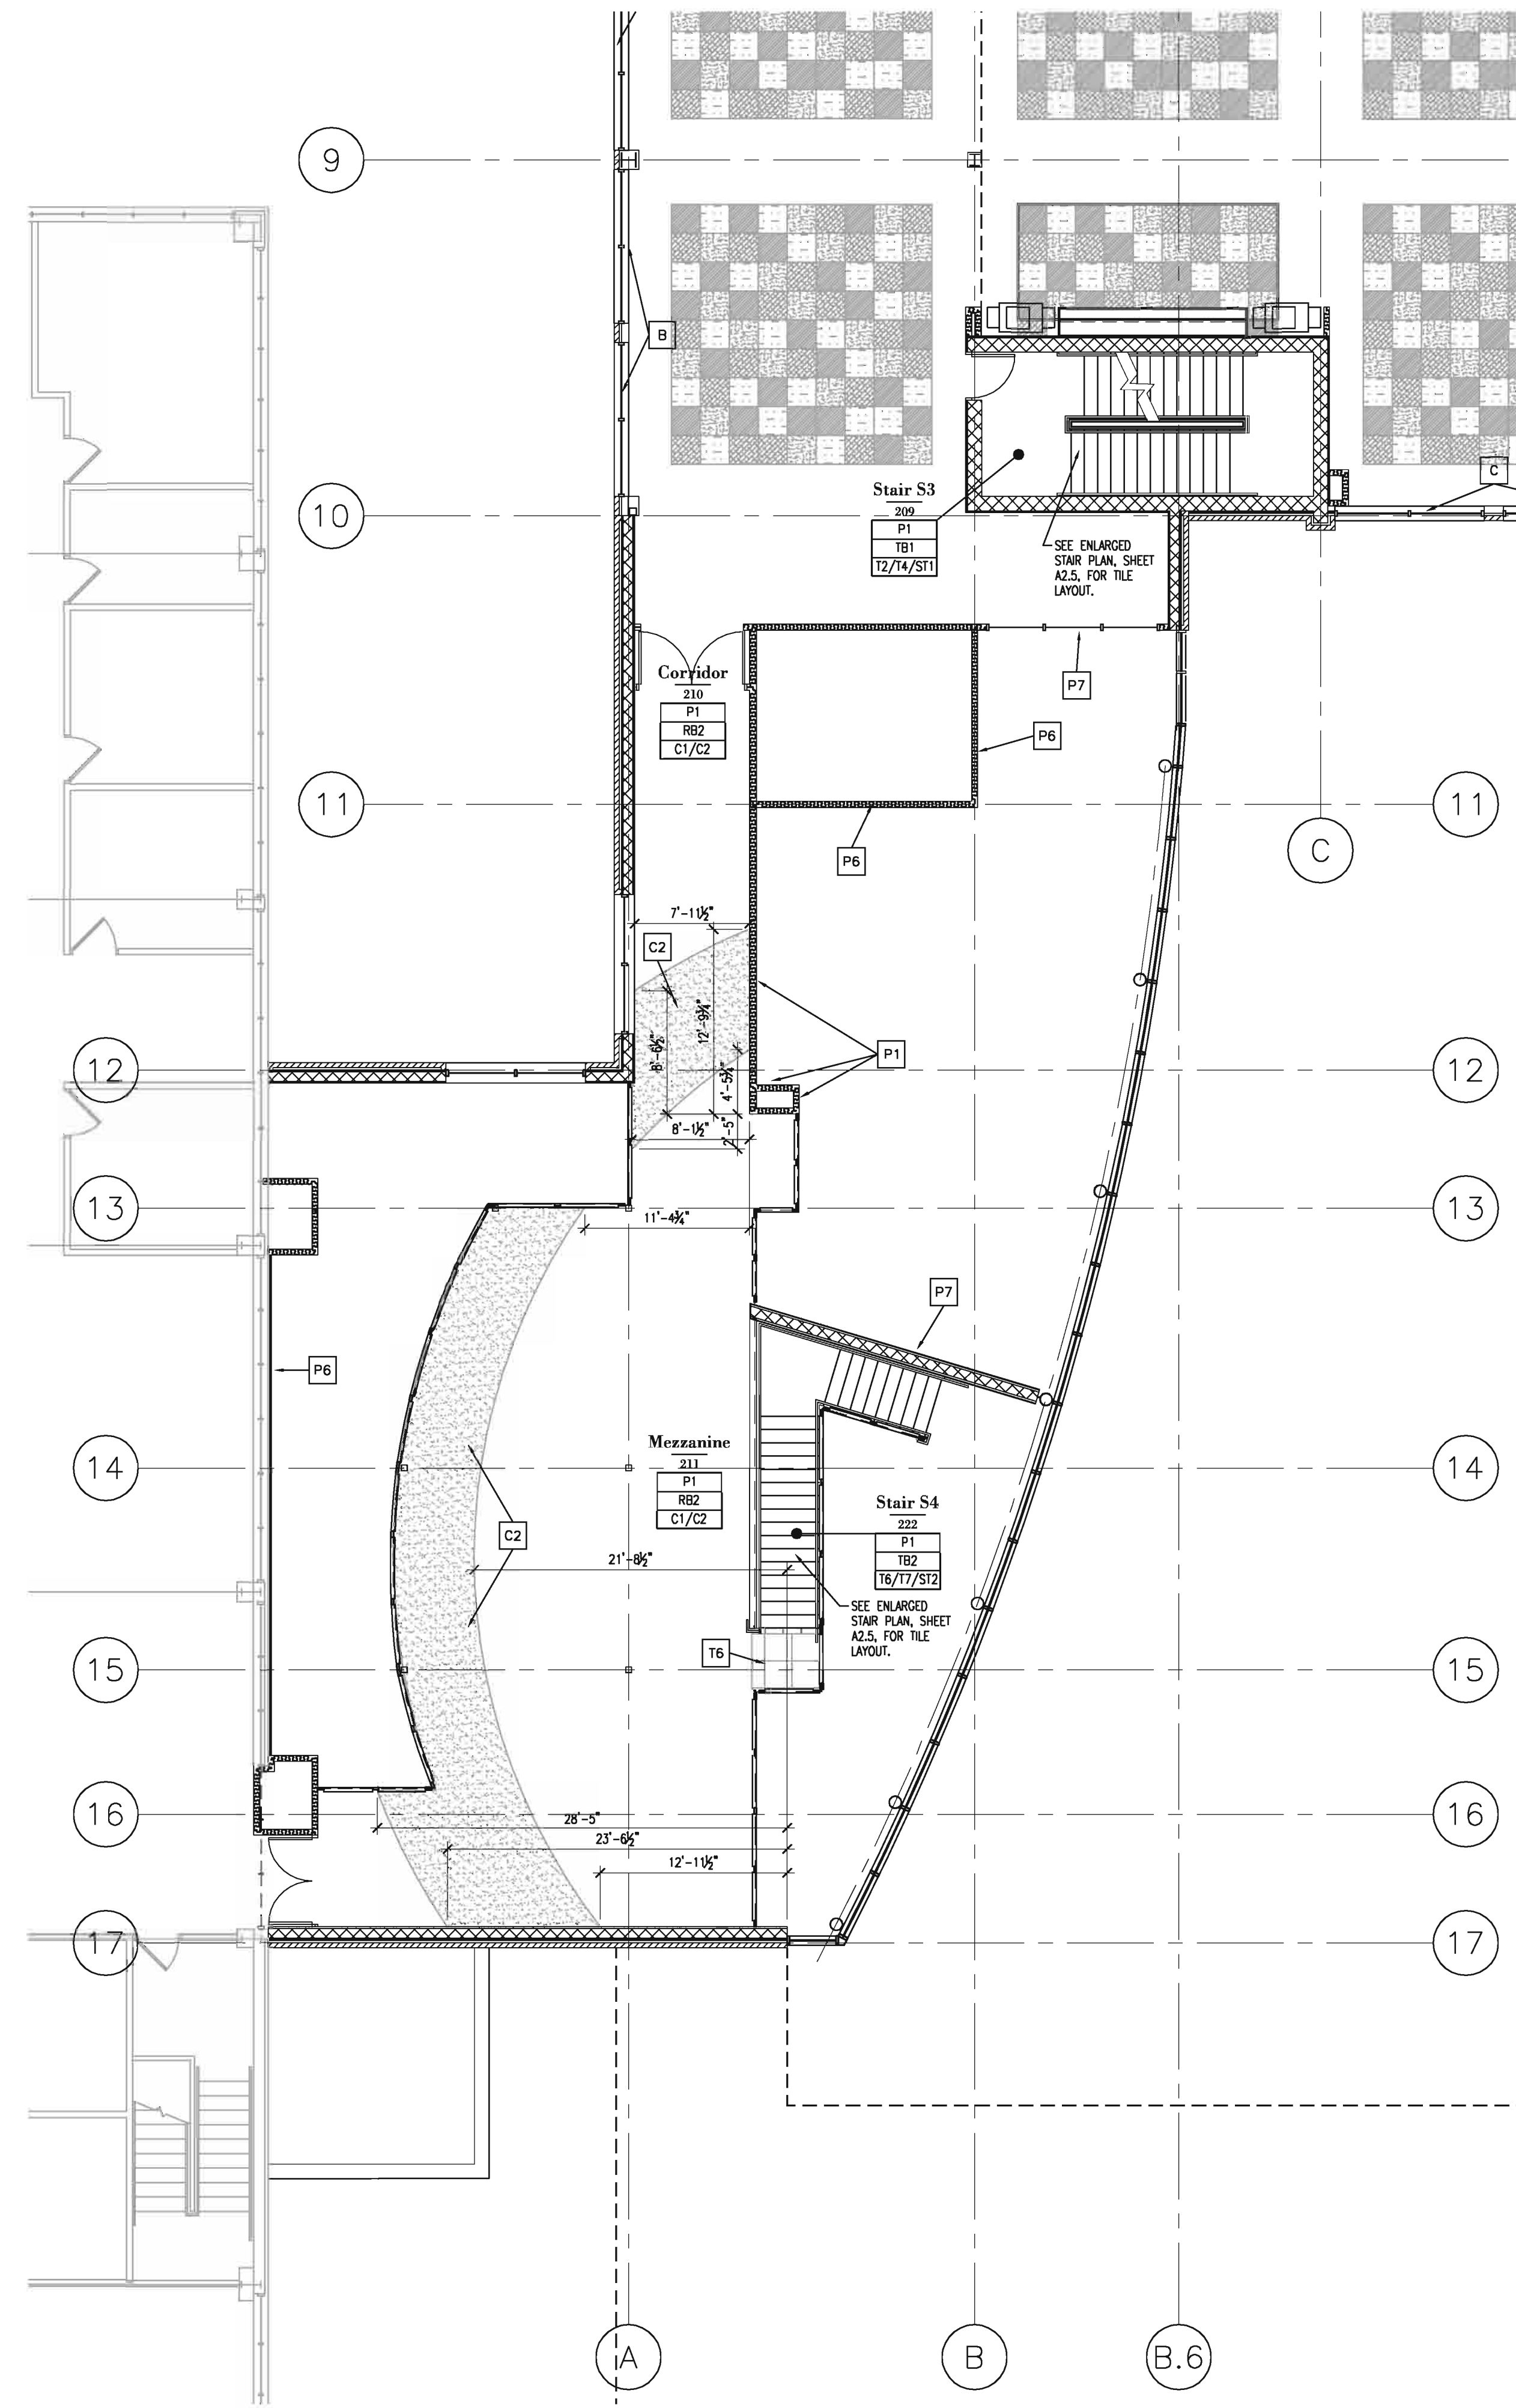 9
B
C
Stair S3
209
P1
TB1
T2/T4/ST1
10
SEE ENLARGED
STAIR PLAN, SHEET
A2.5, FOR TILE
LAYOUT.
Corridor
210
P1
RB2
C1/C2
P7
P6
11
11
P6
C
7'-11½"
C2
12'-9¾"
8'-6½"
4'-5¾"
P1
12
12
8'-1½"
2'-5"
13
13
11'-4¾"
P7
P6
Mezzanine
211
P1
RB2
C1/C2
14
14
Stair S4
222
P1
TB2
T6/T7/ST2
C2
21'-8½"
SEE ENLARGED
STAIR PLAN, SHEET
A2.5, FOR TILE
LAYOUT.
T6
15
15
16
16
28'-5"
23'-6½"
12'-11½"
17
17
A
B
B.6